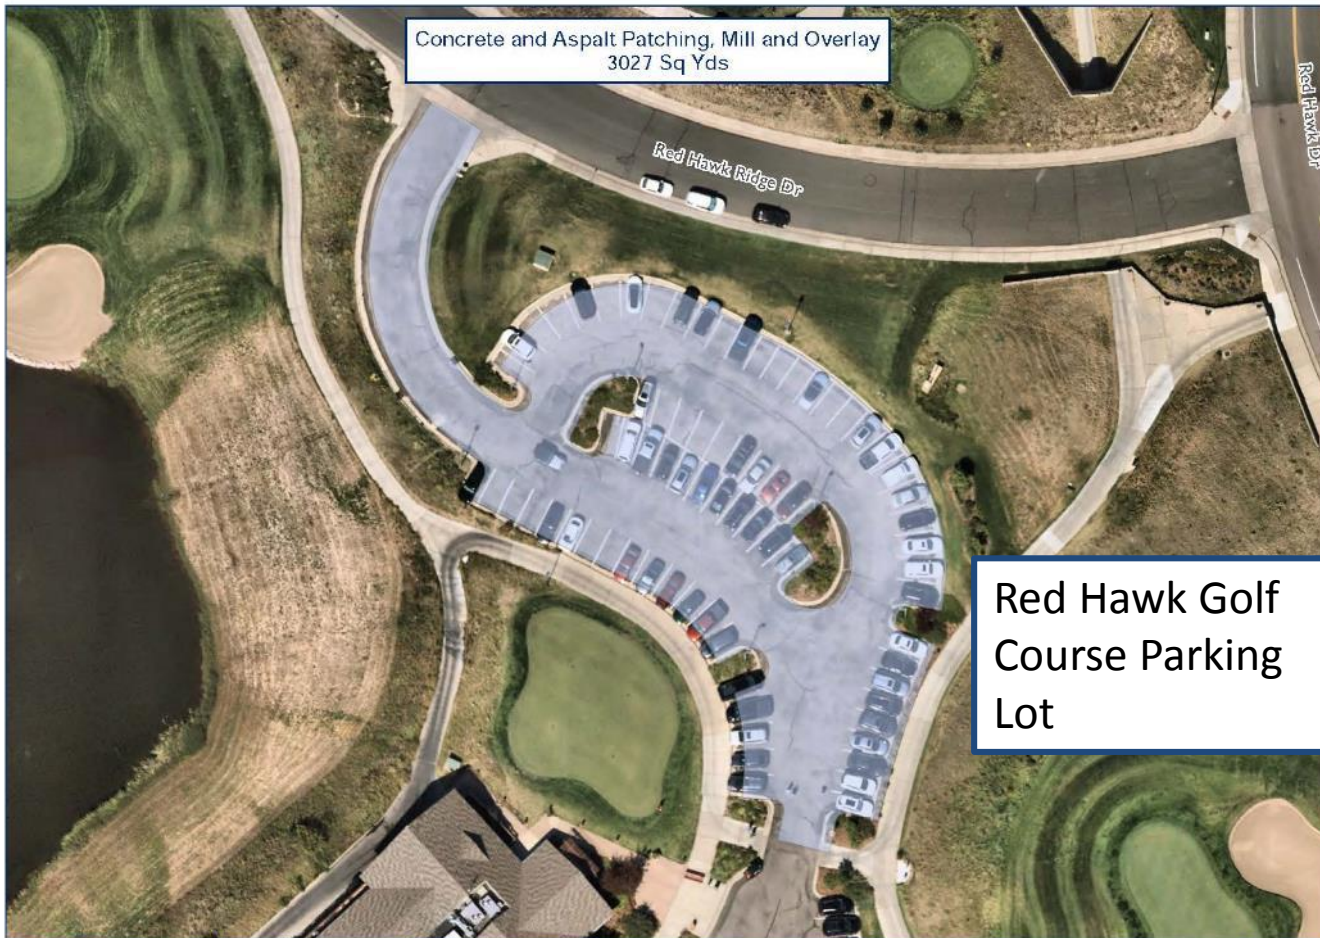 Concrete and Aspalt Patching, Mill and Overlay
3027 Sq Yds
Red Hawk Ridge Dr
Red Hawk Dr
Red Hawk Golf
Course Parking
Lot